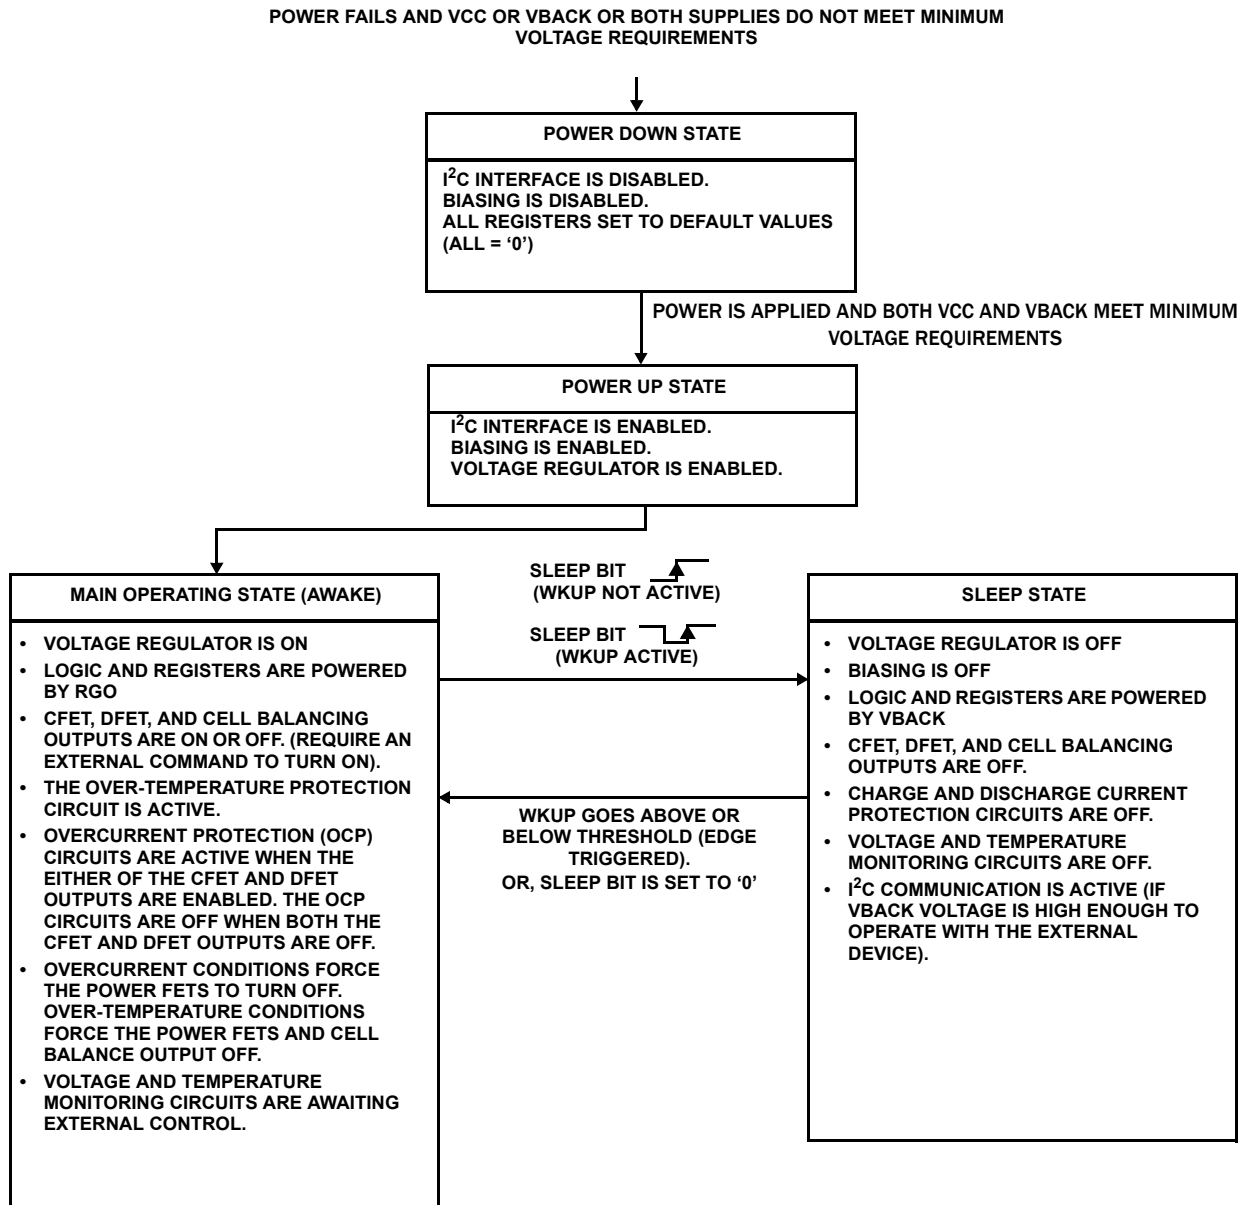 POWER FAILS AND VCC OR VBACK OR BOTH SUPPLIES DO NOT MEET MINIMUM
VOLTAGE REQUIREMENTS
POWER DOWN STATE
I²C INTERFACE IS DISABLED.
BIASING IS DISABLED.
ALL REGISTERS SET TO DEFAULT VALUES
(ALL = ‘0’)
POWER IS APPLIED AND BOTH VCC AND VBACK MEET MINIMUM
VOLTAGE REQUIREMENTS
POWER UP STATE
I²C INTERFACE IS ENABLED.
BIASING IS ENABLED.
VOLTAGE REGULATOR IS ENABLED.
MAIN OPERATING STATE (AWAKE)
• VOLTAGE REGULATOR IS ON
• LOGIC AND REGISTERS ARE POWERED
BY RGO
• CFET, DFET, AND CELL BALANCING
OUTPUTS ARE ON OR OFF. (REQUIRE AN
EXTERNAL COMMAND TO TURN ON).
• THE OVER-TEMPERATURE PROTECTION
CIRCUIT IS ACTIVE.
• OVERCURRENT PROTECTION (OCP)
CIRCUITS ARE ACTIVE WHEN THE
EITHER OF THE CFET AND DFET
OUTPUTS ARE ENABLED. THE OCP
CIRCUITS ARE OFF WHEN BOTH THE
CFET AND DFET OUTPUTS ARE OFF.
• OVERCURRENT CONDITIONS FORCE
THE POWER FETS TO TURN OFF.
OVER-TEMPERATURE CONDITIONS
FORCE THE POWER FETS AND CELL
BALANCE OUTPUT OFF.
• VOLTAGE AND TEMPERATURE
MONITORING CIRCUITS ARE AWAITING
EXTERNAL CONTROL.
SLEEP BIT
(WKUP NOT ACTIVE)
SLEEP BIT
(WKUP ACTIVE)
WKUP GOES ABOVE OR
BELOW THRESHOLD (EDGE
TRIGGERED).
OR, SLEEP BIT IS SET TO ‘0’
SLEEP STATE
• VOLTAGE REGULATOR IS OFF
• BIASING IS OFF
• LOGIC AND REGISTERS ARE POWERED
BY VBACK
• CFET, DFET, AND CELL BALANCING
OUTPUTS ARE OFF.
• CHARGE AND DISCHARGE CURRENT
PROTECTION CIRCUITS ARE OFF.
• VOLTAGE AND TEMPERATURE
MONITORING CIRCUITS ARE OFF.
• I²C COMMUNICATION IS ACTIVE (IF
VBACK VOLTAGE IS HIGH ENOUGH TO
OPERATE WITH THE EXTERNAL
DEVICE).